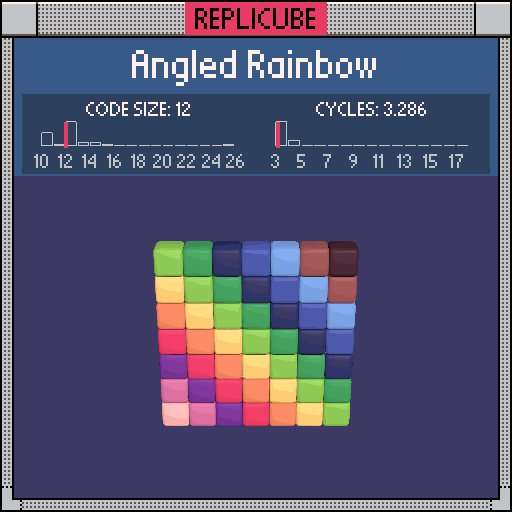 REPLICUBE
Angled Rainbow
CODE SIZE: 12 CYCLES: 3.286
10 12 14 16 18 20 22 24 26 3 5 7 9 11 13 15 17